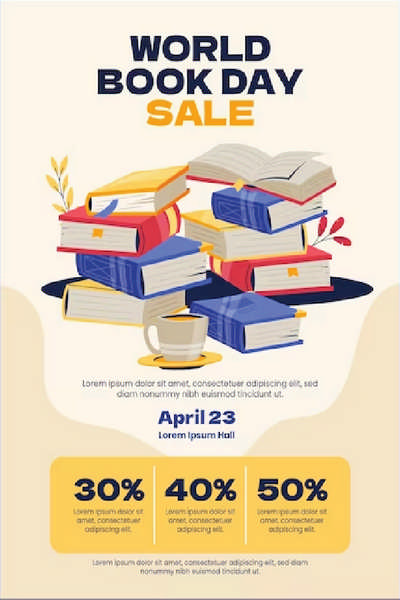 WORLD
BOOK DAY
SALE
Lorem ipsum dolor sit amet, consectetuer adipiscing elit, sed
diam nonummy nibh euismod tincidunt ut.
April 23
Lorem Ipsum Hall
30% 40% 50%
Lorem ipsum dolor sit Lorem ipsum dolor sit Lorem ipsum dolor sit
amet, consectetuer amet, consectetuer amet, consectetuer
adipiscing elit. adipiscing elit. adipiscing elit.
Lorem ipsum dolor sit amet, consectetuer adipiscing elit, sed
diam nonummy nibh euismod tincidunt ut.